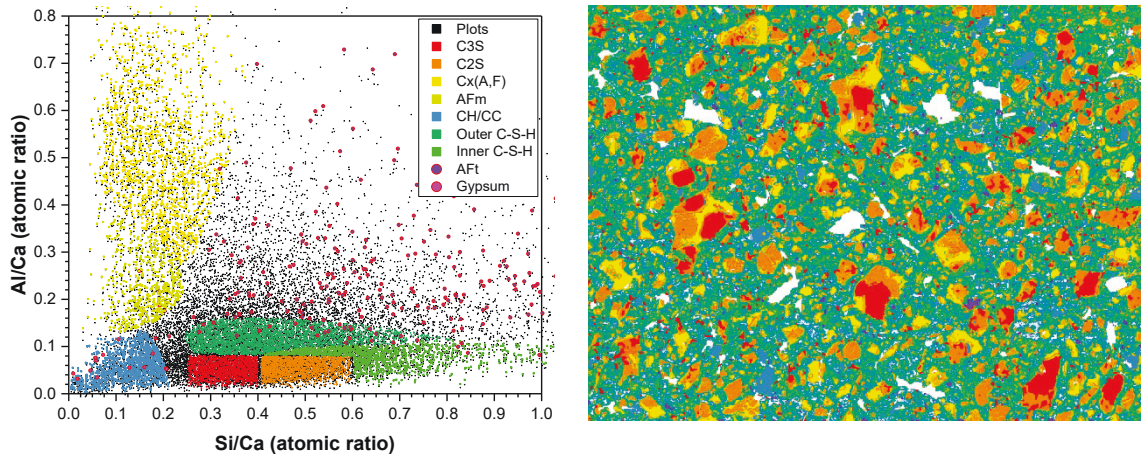 0.8
0.7
0.6
0.5
0.4
0.3
0.2
0.1
0.0
Al/Ca (atomic ratio)
0.0 0.1 0.2 0.3 0.4 0.5 0.6 0.7 0.8 0.9 1.0
Si/Ca (atomic ratio)
Plots
C3S
C2S
Cx(A,F)
AFm
CH/CC
Outer C-S-H
Inner C-S-H
AFt
Gypsum